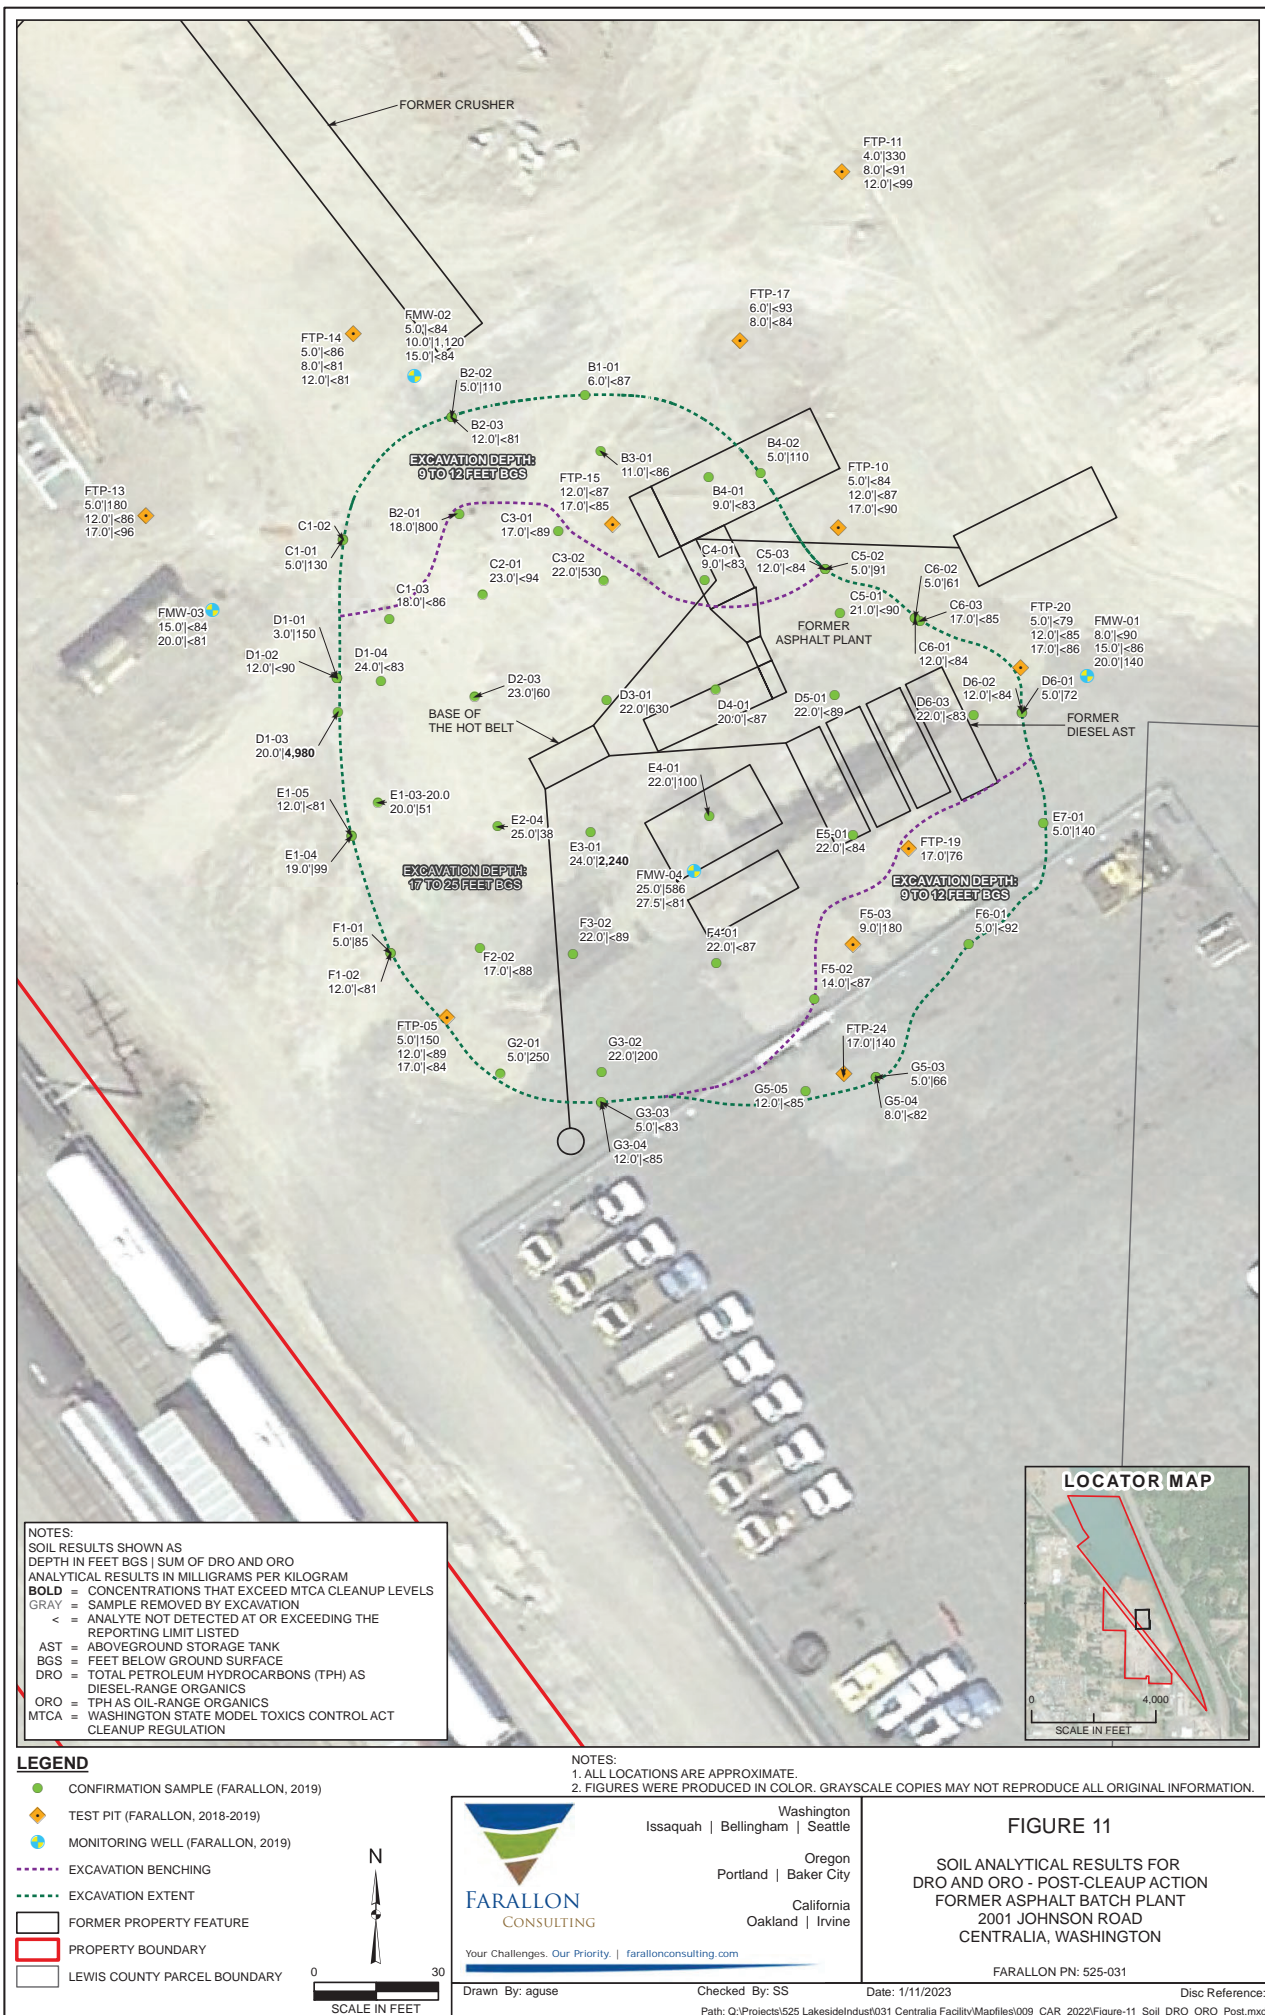 FORMER CRUSHER
FTP-11
4.0'|330
8.0'|<91
12.0'|<99
FTP-17
6.0'|<93
8.0'|<84
FMW-02
5.0'|<84
10.0'|1,120
15.0'|<84
FTP-14
5.0'|<86
8.0'|<81
12.0'|<81
B2-02
5.0'|110
B1-01
6.0'|<87
B2-03
12.0'|<81
EXCAVATION DEPTH:
9 TO 12 FEET BGS
B3-01
11.0'|<86
B4-02
5.0'|110
FTP-15
12.0'|<87
17.0'|<85
B4-01
9.0'|<83
FTP-10
5.0'|<84
12.0'|<87
17.0'|<90
FTP-13
5.0'|180
12.0'|<86
17.0'|<96
B2-01
18.0'|800
C3-01
17.0'|<89
C1-02
C1-01
5.0'|130
C2-01
23.0'|<94
C3-02
22.0'|530
C4-01
9.0'|<83
C5-03
12.0'|<84
C5-02
5.0'|91
C6-02
5.0'|61
C1-03
18.0'|<86
C5-01
21.0'|<90
C6-03
17.0'|<85
FMW-03
15.0'|<84
20.0'|<81
FORMER
ASPHALT PLANT
C6-01
12.0'|<84
FTP-20
5.0'|<79
12.0'|<85
17.0'|<86
FMW-01
8.0'|<90
15.0'|<86
20.0'|140
D1-01
3.0'|150
D1-02
12.0'|<90
D1-04
24.0'|<83
D2-03
23.0'|60
D3-01
22.0'|630
D4-01
20.0'|<87
D5-01
22.0'|<89
D6-03
22.0'|<83
D6-02
12.0'|<84
D6-01
5.0'|72
BASE OF
THE HOT BELT
FORMER
DIESEL AST
D1-03
20.0'|4,980
E1-05
12.0'|<81
E1-03-20.0
20.0'|51
E4-01
22.0'|100
E2-04
25.0'|38
E3-01
24.0'|2,240
E5-01
22.0'|<84
E7-01
5.0'|140
E1-04
19.0'|99
FTP-19
17.0'|76
EXCAVATION DEPTH:
17 TO 25 FEET BGS
FMW-04
25.0'|586
27.5'|<81
EXCAVATION DEPTH:
9 TO 12 FEET BGS
F1-01
5.0'|85
F1-02
12.0'|<81
F2-02
17.0'|<88
F3-02
22.0'|<89
F4-01
22.0'|<87
F5-03
9.0'|180
F6-01
5.0'|<92
F5-02
14.0'|<87
FTP-05
5.0'|150
12.0'|<89
17.0'|<84
G2-01
5.0'|250
G3-02
22.0'|200
FTP-24
17.0'|140
G5-03
5.0'|66
G5-05
12.0'|<85
G5-04
8.0'|<82
G3-03
5.0'|<83
G3-04
12.0'|<85
LOCATOR MAP
0 4,000
SCALE IN FEET
NOTES:
SOIL RESULTS SHOWN AS
DEPTH IN FEET BGS | SUM OF DRO AND ORO
ANALYTICAL RESULTS IN MILLIGRAMS PER KILOGRAM
BOLD = CONCENTRATIONS THAT EXCEED MTCA CLEANUP LEVELS
GRAY = SAMPLE REMOVED BY EXCAVATION
< = ANALYTE NOT DETECTED AT OR EXCEEDING THE
REPORTING LIMIT LISTED
AST = ABOVEGROUND STORAGE TANK
BGS = FEET BELOW GROUND SURFACE
DRO = TOTAL PETROLEUM HYDROCARBONS (TPH) AS
DIESEL-RANGE ORGANICS
ORO = TPH AS OIL-RANGE ORGANICS
MTCA = WASHINGTON STATE MODEL TOXICS CONTROL ACT
CLEANUP REGULATION
LEGEND
CONFIRMATION SAMPLE (FARALLON, 2019)
TEST PIT (FARALLON, 2018-2019)
MONITORING WELL (FARALLON, 2019)
EXCAVATION BENCHING
EXCAVATION EXTENT
FORMER PROPERTY FEATURE
PROPERTY BOUNDARY
LEWIS COUNTY PARCEL BOUNDARY
N
0 30
SCALE IN FEET
NOTES:
1. ALL LOCATIONS ARE APPROXIMATE.
2. FIGURES WERE PRODUCED IN COLOR. GRAYSCALE COPIES MAY NOT REPRODUCE ALL ORIGINAL INFORMATION.
FARALLON
CONSULTING
Washington
Issaquah | Bellingham | Seattle
Oregon
Portland | Baker City
California
Oakland | Irvine
Your Challenges. Our Priority. | farallonconsulting.com
FIGURE 11
SOIL ANALYTICAL RESULTS FOR
DRO AND ORO - POST-CLEAUP ACTION
FORMER ASPHALT BATCH PLANT
2001 JOHNSON ROAD
CENTRALIA, WASHINGTON
FARALLON PN: 525-031
Drawn By: aguse
Checked By: SS
Date: 1/11/2023
Disc Reference:
Path: Q:\Projects\525 LakesideIndust\031 Centralia Facility\Mapfiles\009_CAR_2022\Figure-11_Soil_DRO_ORO_Post.mxd